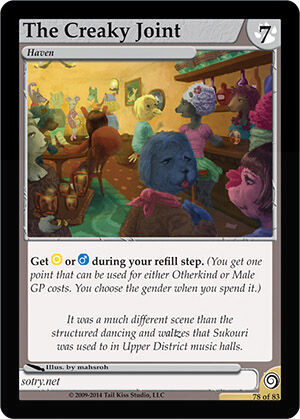 The Creaky Joint
7
Haven
Get or during your refill step. (You get one
point that can be used for either Otherkind or Male
GP costs. You choose the gender when you spend it.)
It was a much different scene than the
structured dancing and waltzes that Sukouri
was used to in Upper District music halls.
Illus. by mahsroh
sotry.net
© 2009-2014 Tail Kiss Studio, LLC
78 of 83